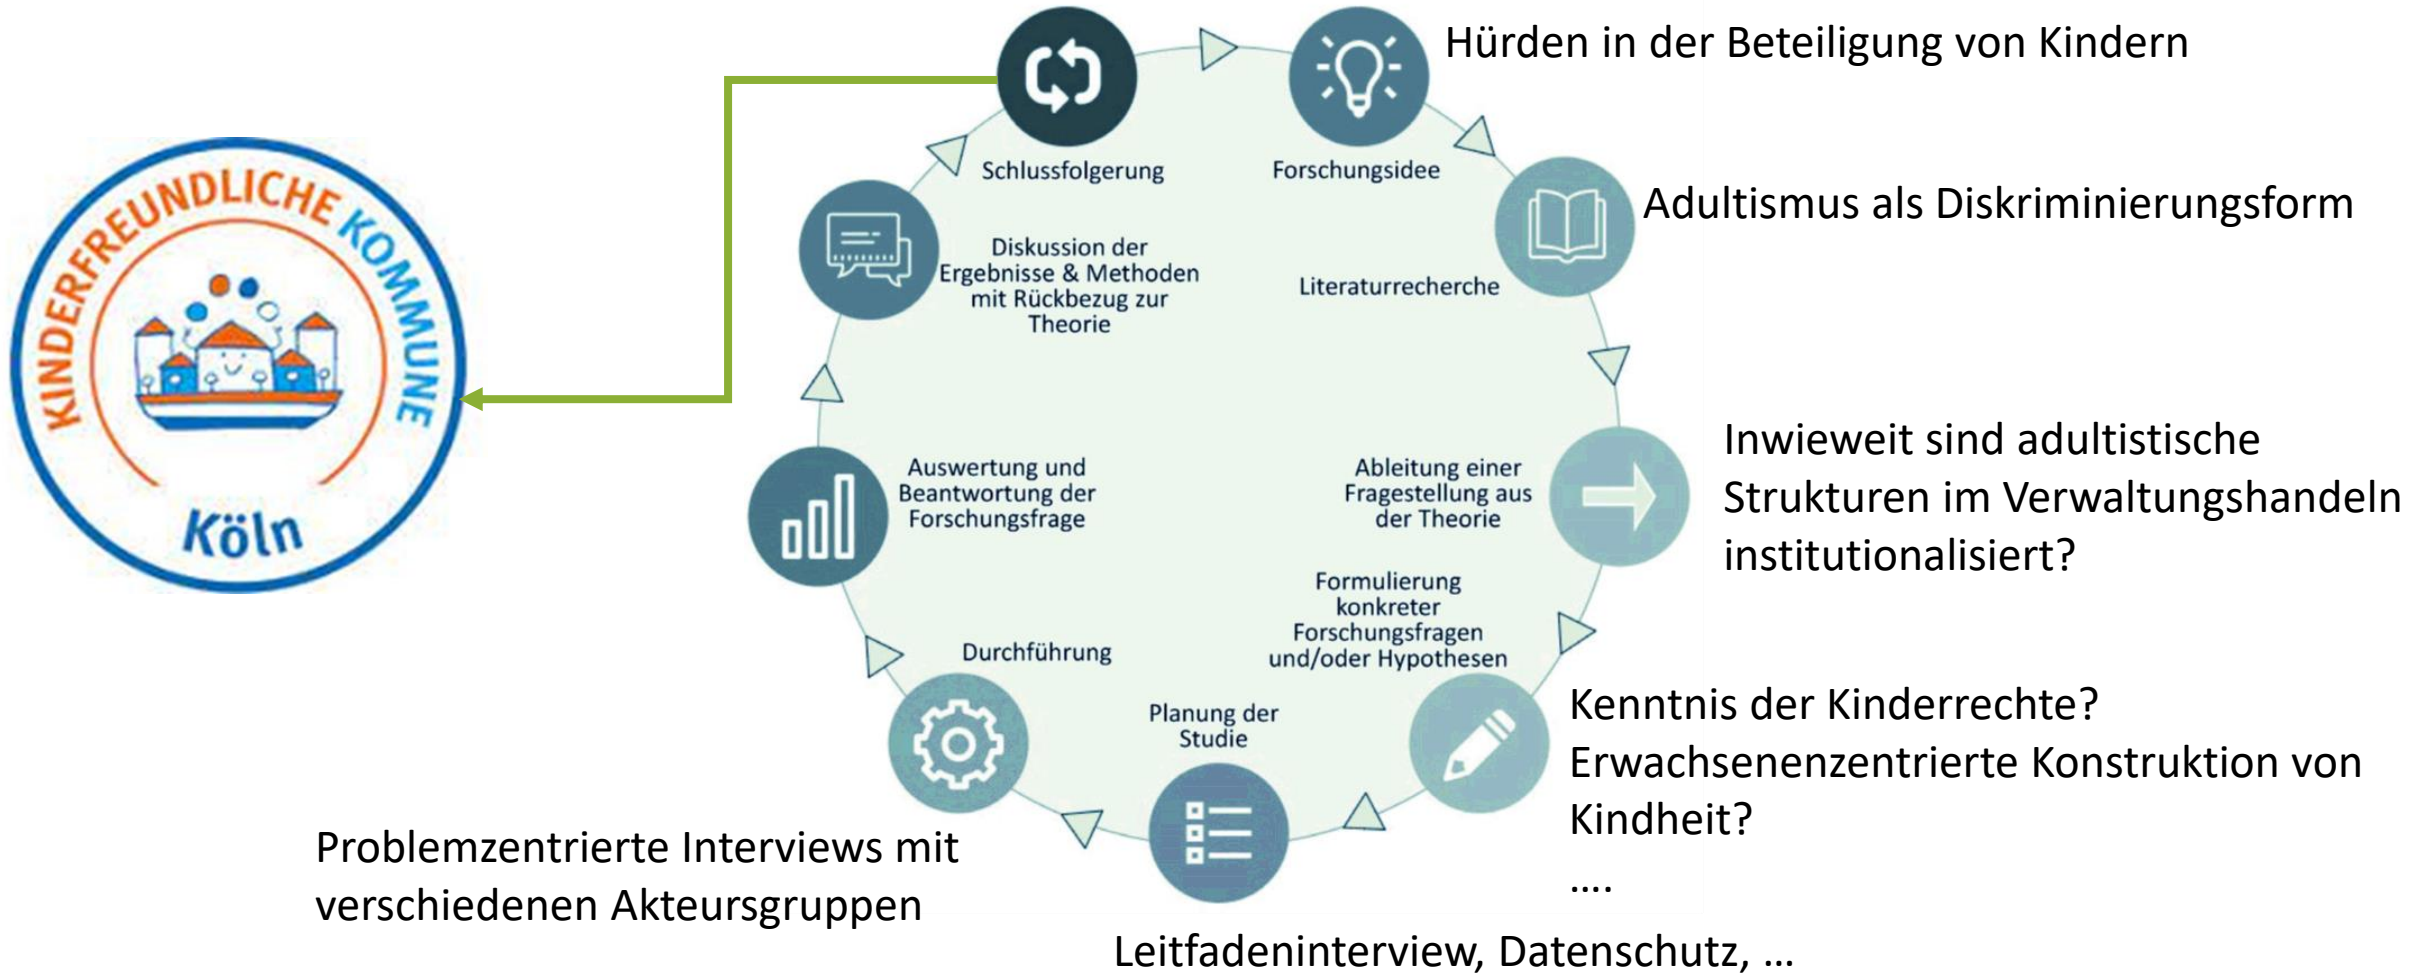 KINDERFREUNDLICHE KOMMUNE
Köln
Schlussfolgerung
Forschungsidee
Hürden in der Beteiligung von Kindern
Literaturrecherche
Adultismus als Diskriminierungsform
Ableitung einer
Fragestellung aus
der Theorie
Inwieweit sind adultistische
Strukturen im Verwaltungshandeln
institutionalisiert?
Formulierung
konkreter
Forschungsfragen
und/oder Hypothesen
Kenntnis der Kinderrechte?
Erwachsenenzentrierte Konstruktion von
Kindheit?
....
Planung der
Studie
Leitfadeninterview, Datenschutz, ...
Durchführung
Problemzentrierte Interviews mit
verschiedenen Akteursgruppen
Auswertung und
Beantwortung der
Forschungsfrage
Diskussion der
Ergebnisse & Methoden
mit Rückbezug zur
Theorie